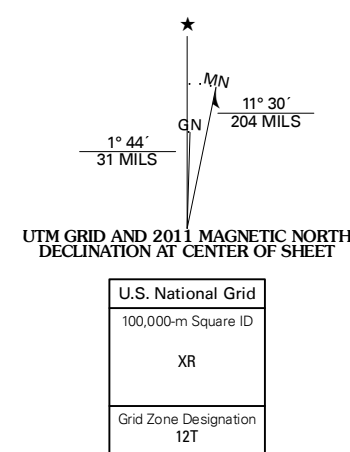 ★
MN
GN
11° 30´
204 MILS
1° 44´
31 MILS
UTM GRID AND 2011 MAGNETIC NORTH
DECLINATION AT CENTER OF SHEET
U.S. National Grid
100,000-m Square ID
XR
Grid Zone Designation
12T